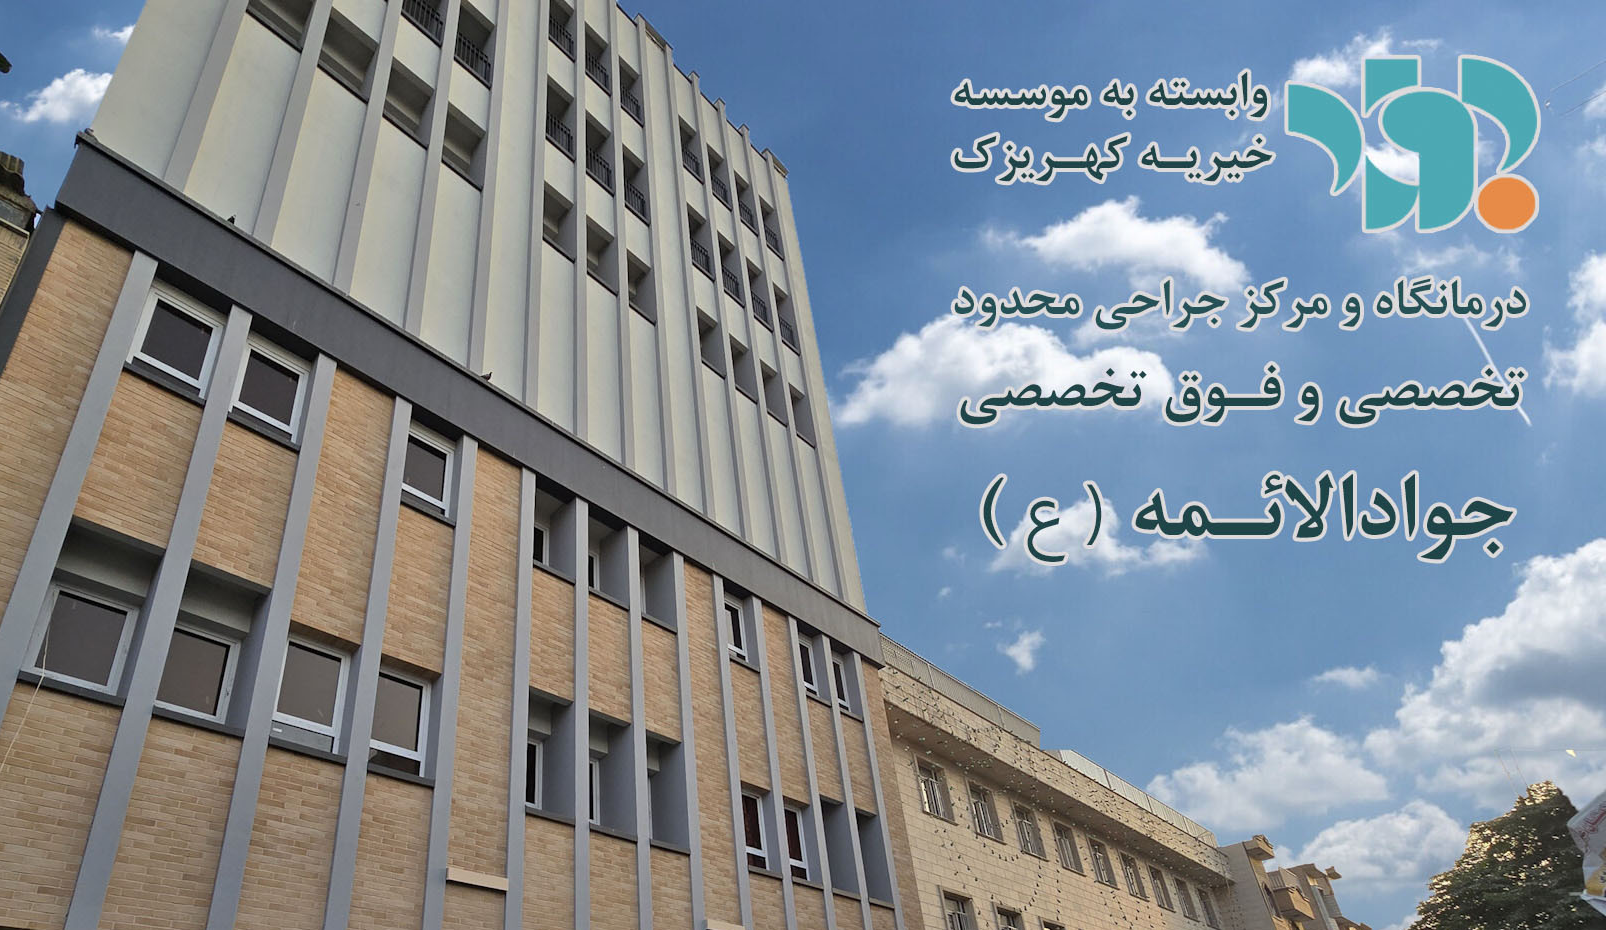 وابسته به موسسه
خیریه کهریزک
درمانگاه و مرکز جراحی محدود
تخصصی و فوق تخصصی
جوادالائمه (ع)